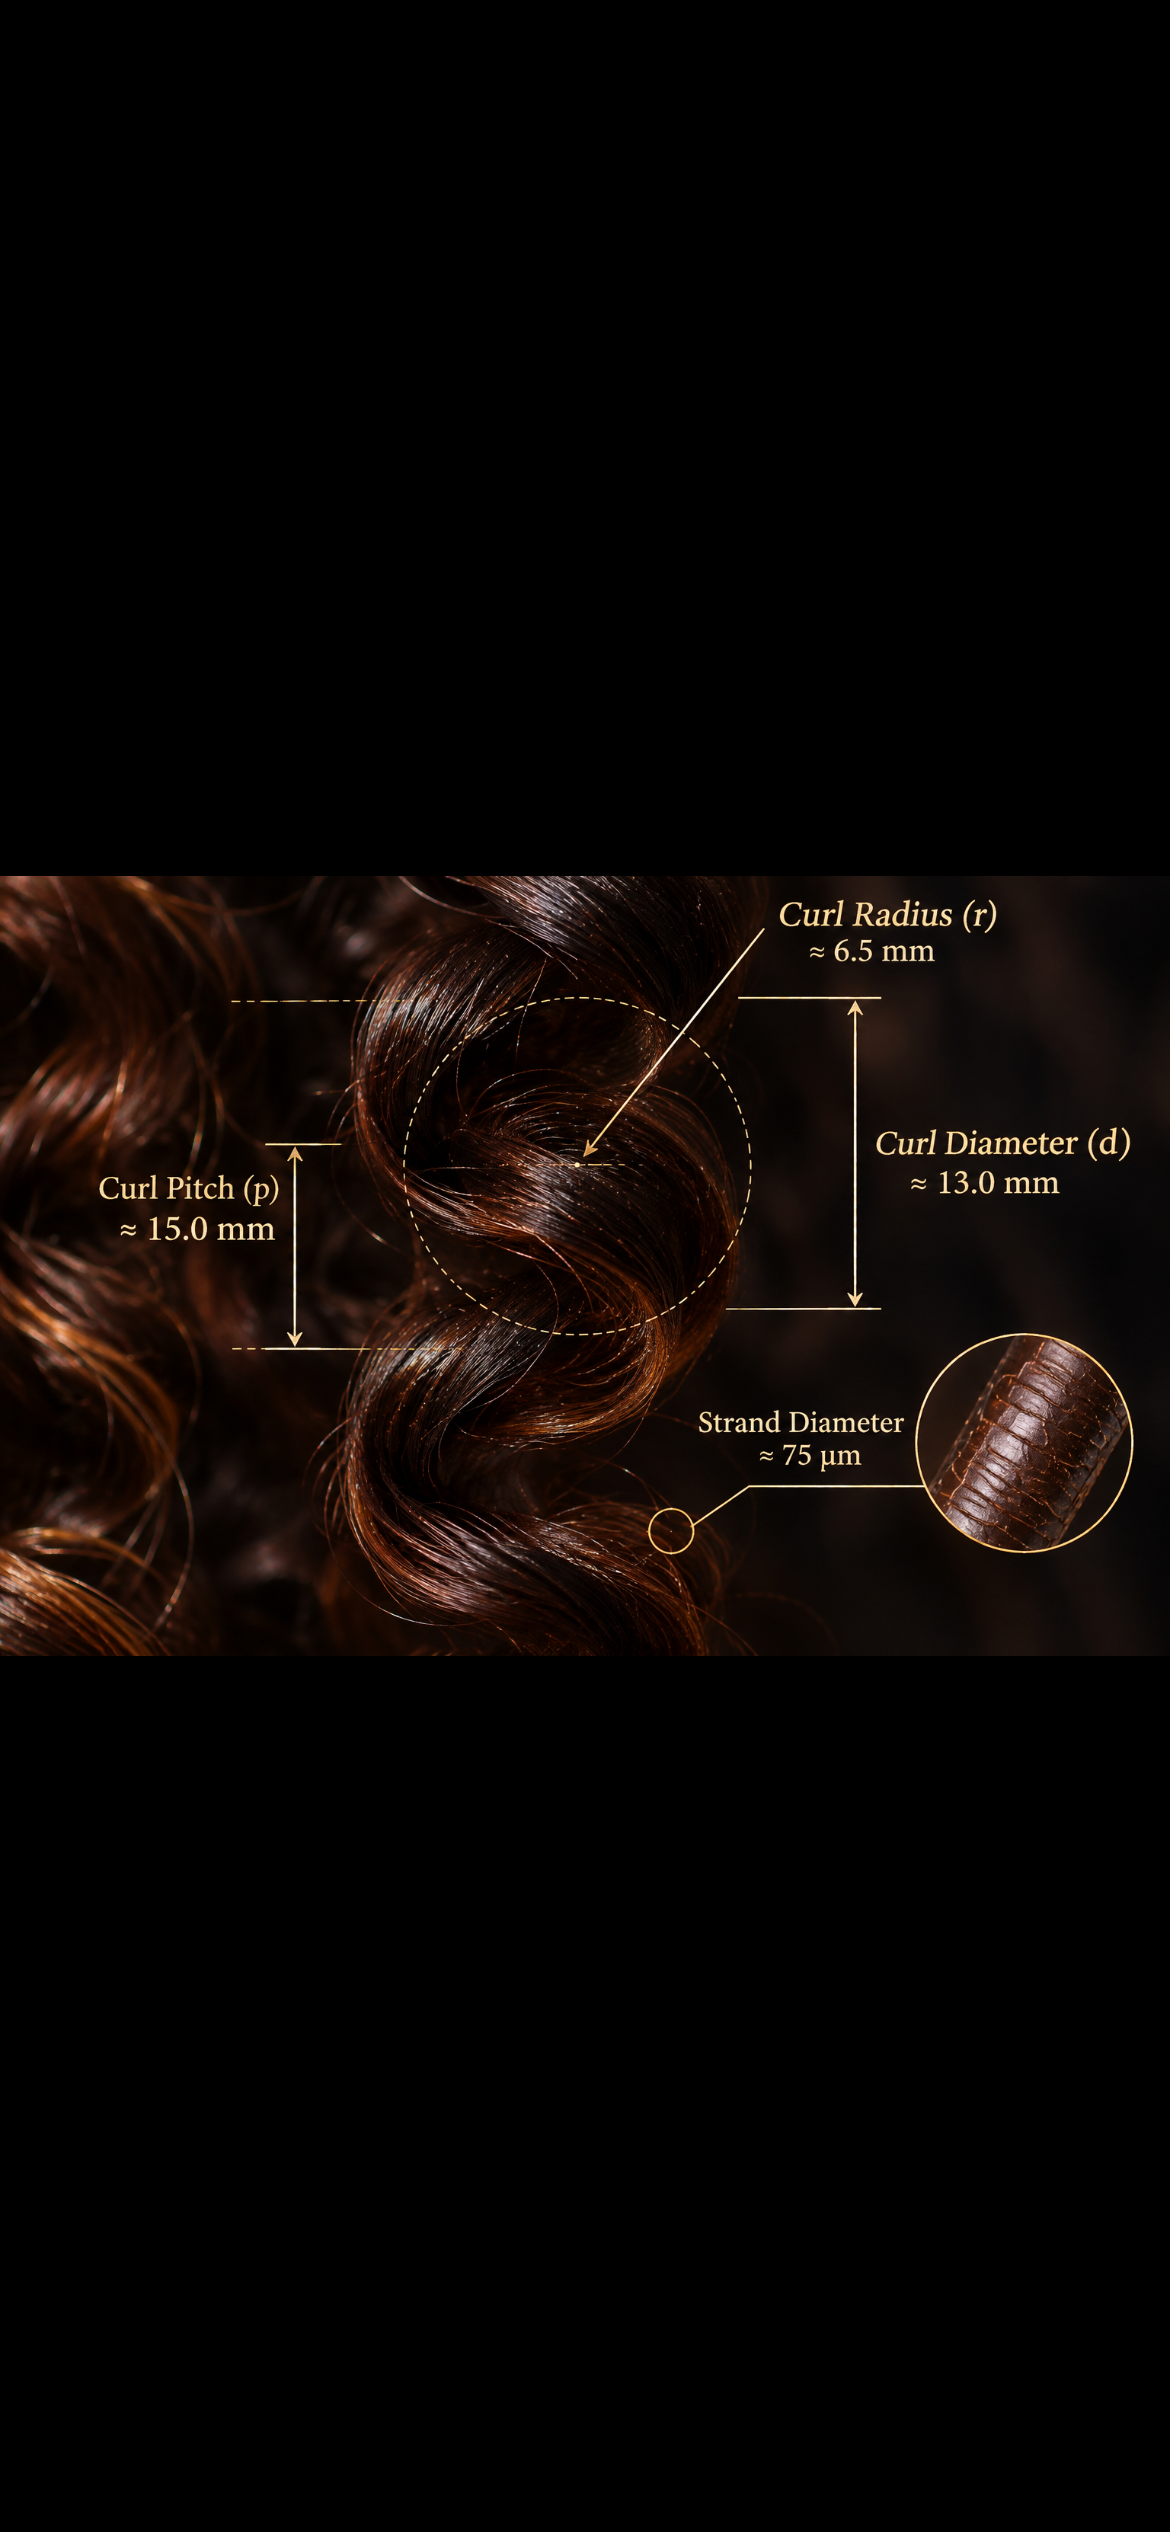 Curl Radius (r)
≈ 6.5 mm
Curl Diameter (d)
≈ 13.0 mm
Curl Pitch (p)
≈ 15.0 mm
Strand Diameter
≈ 75 μm